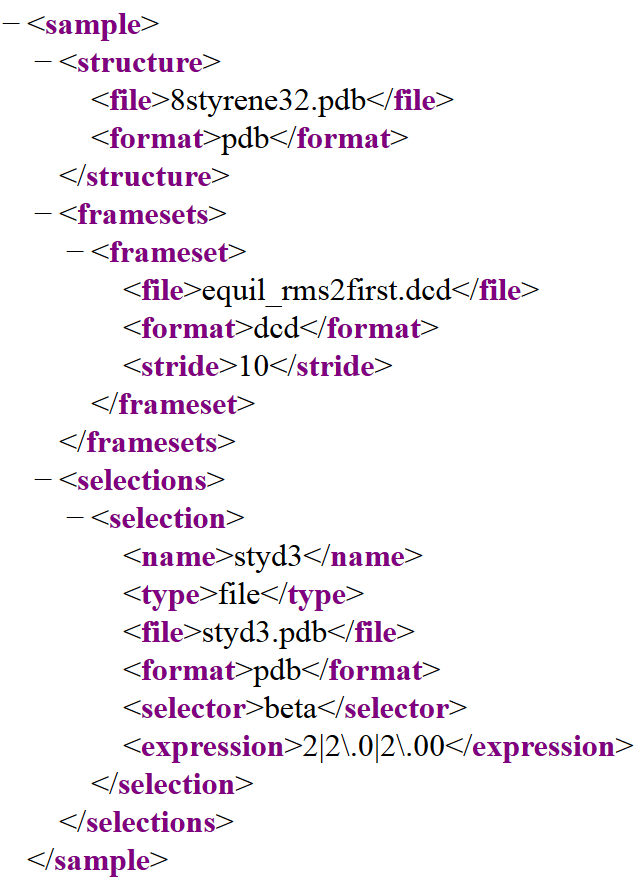 − <sample>
− <structure>
<file>8styrene32.pdb</file>
<format>pdb</format>
</structure>
− <framesets>
− <frameset>
<file>equil_rms2first.dcd</file>
<format>dcd</format>
<stride>10</stride>
</frameset>
</framesets>
− <selections>
− <selection>
<name>styd3</name>
<type>file</type>
<file>styd3.pdb</file>
<format>pdb</format>
<selector>beta</selector>
<expression>2|2\.0|2\.00</expression>
</selection>
</selections>
</sample>